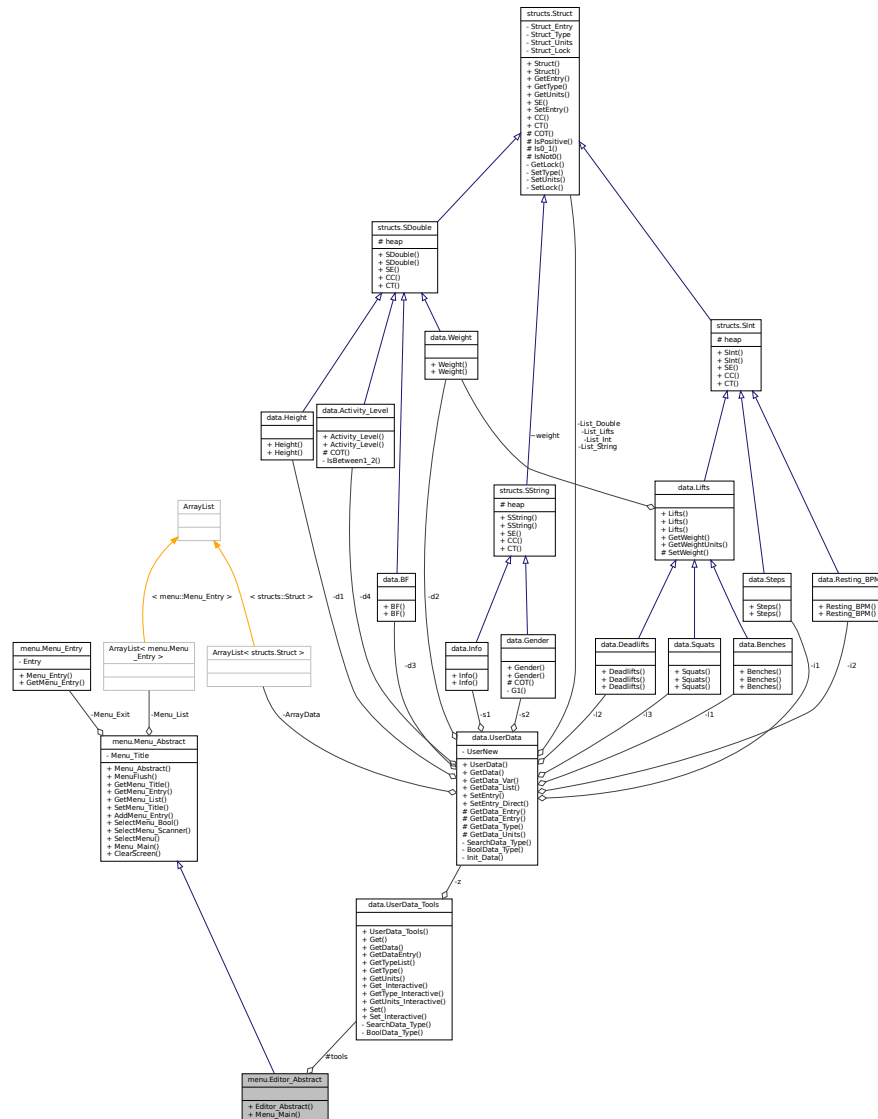 structs.Struct
- Struct_Entry
- Struct_Type
- Struct_Units
- Struct_Lock
+ Struct()
+ Struct()
+ GetEntry()
+ GetType()
+ GetUnits()
+ SE()
+ SetEntry()
+ CC()
+ CT()
# COT()
# IsPositive()
# Is0_1()
# IsNot0()
- GetLock()
- SetType()
- SetUnits()
- SetLock()
structs.SDouble
# heap
+ SDouble()
+ SDouble()
+ SE()
+ CC()
+ CT()
structs.SInt
# heap
+ SInt()
+ SInt()
+ SE()
+ CC()
+ CT()
data.Weight
+ Weight()
+ Weight()
data.Height
+ Height()
+ Height()
data.Activity_Level
+ Activity_Level()
+ Activity_Level()
# COT()
- IsBetween1_2()
~weight
-List_Double
-List_Lifts
-List_Int
-List_String
structs.SString
# heap
+ SString()
+ SString()
+ SE()
+ CC()
+ CT()
data.Lifts
+ Lifts()
+ Lifts()
+ Lifts()
+ GetWeight()
+ GetWeightUnits()
# SetWeight()
ArrayList
< menu::Menu_Entry >
< structs::Struct >
-d1
-d4
data.BF
+ BF()
+ BF()
-d2
data.Steps
+ Steps()
+ Steps()
data.Resting_BPM
+ Resting_BPM()
+ Resting_BPM()
menu.Menu_Entry
- Entry
+ Menu_Entry()
+ GetMenu_Entry()
ArrayList< menu.Menu
_Entry >
ArrayList< structs.Struct >
-d3
data.Info
+ Info()
+ Info()
data.Gender
+ Gender()
+ Gender()
# COT()
- G1()
data.Deadlifts
+ Deadlifts()
+ Deadlifts()
+ Deadlifts()
data.Squats
+ Squats()
+ Squats()
+ Squats()
data.Benches
+ Benches()
+ Benches()
+ Benches()
-i1
-i2
-Menu_Exit
-Menu_List
-ArrayData
-s1
-s2
-l2
-l3
-l1
menu.Menu_Abstract
- Menu_Title
+ Menu_Abstract()
+ MenuFlush()
+ GetMenu_Title()
+ GetMenu_Entry()
+ GetMenu_List()
+ SetMenu_Title()
+ AddMenu_Entry()
+ SelectMenu_Bool()
+ SelectMenu_Scanner()
+ SelectMenu()
+ Menu_Main()
+ ClearScreen()
data.UserData
- UserNew
+ UserData()
+ GetData()
+ GetData_Var()
+ GetData_List()
+ SetEntry()
+ SetEntry_Direct()
# GetData_Entry()
# GetData_Entry()
# GetData_Type()
# GetData_Units()
- SearchData_Type()
- BoolData_Type()
- Init_Data()
-z
data.UserData_Tools
+ UserData_Tools()
+ Get()
+ GetData()
+ GetDataEntry()
+ GetTypeList()
+ GetType()
+ GetUnits()
+ Get_Interactive()
+ GetType_Interactive()
+ GetUnits_Interactive()
+ Set()
+ Set_Interactive()
- SearchData_Type()
- BoolData_Type()
#tools
menu.Editor_Abstract
+ Editor_Abstract()
+ Menu_Main()